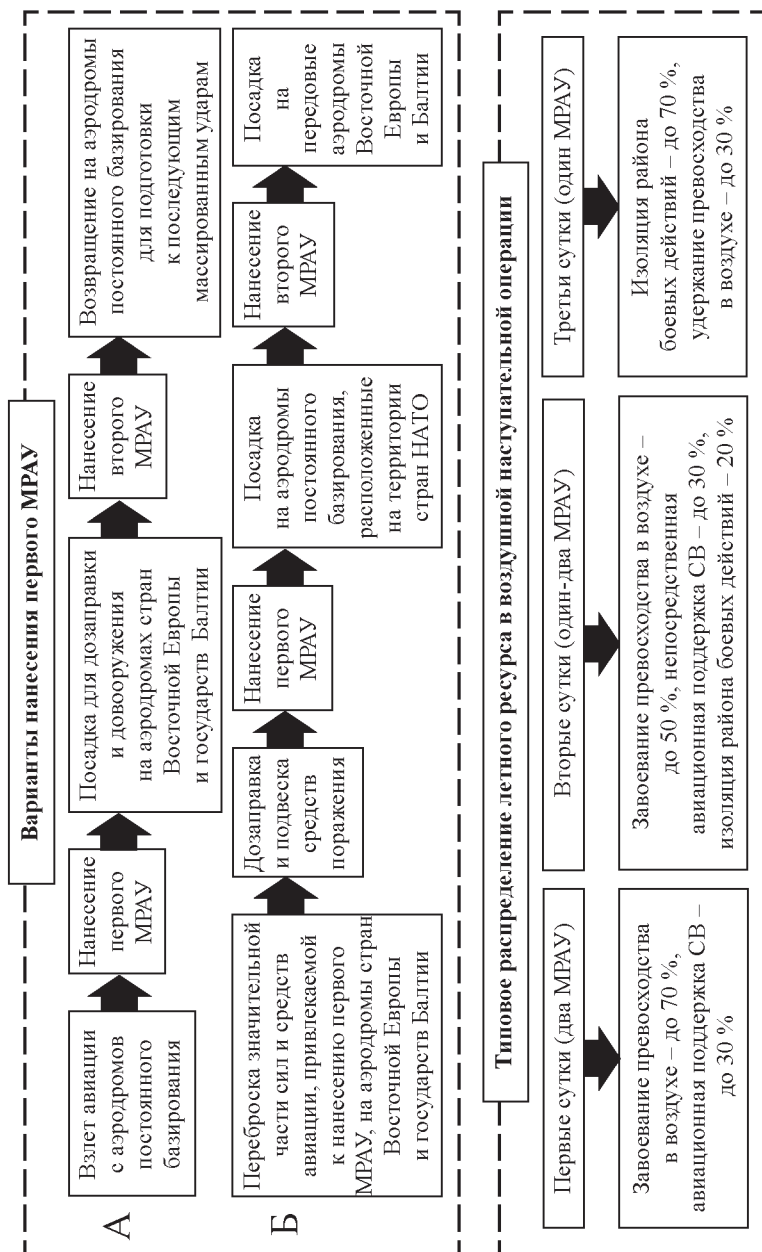 Варианты нанесения первого МРАУ
А
Взлет авиации
с аэродромов
постоянного
базирования
Нанесение
первого
МРАУ
Посадка для дозаправки
и довооружения
на аэродромах стран
Восточной Европы
и государств Балтии
Нанесение
второго
МРАУ
Возвращение на аэродромы
постоянного базирования
для подготовки
к последующим
массированным ударам
Б
Переброска значительной
части сил и средств
авиации, привлекаемой
к нанесению первого
МРАУ, на аэродромы стран
Восточной Европы
и государств Балтии
Дозаправка
и подвеска
средств
поражения
Нанесение
первого
МРАУ
Посадка
на аэродромы
постоянного
базирования,
расположенные
на территории
стран НАТО
Нанесение
второго
МРАУ
Посадка
на
передовые
аэродромы
Восточной
Европы
и Балтии
Типовое распределение летного ресурса в воздушной наступательной операции
Первые сутки (два МРАУ)
Завоевание превосходства
в воздухе – до 70 %,
авиационная поддержка СВ –
до 30 %
Вторые сутки (один-два МРАУ)
Завоевание превосходства в воздухе –
до 50 %, непосредственная
авиационная поддержка СВ – до 30 %,
изоляция района боевых действий – 20 %
Третьи сутки (один МРАУ)
Изоляция района
боевых действий – до 70 %,
удержание превосходства
в воздухе – до 30 %